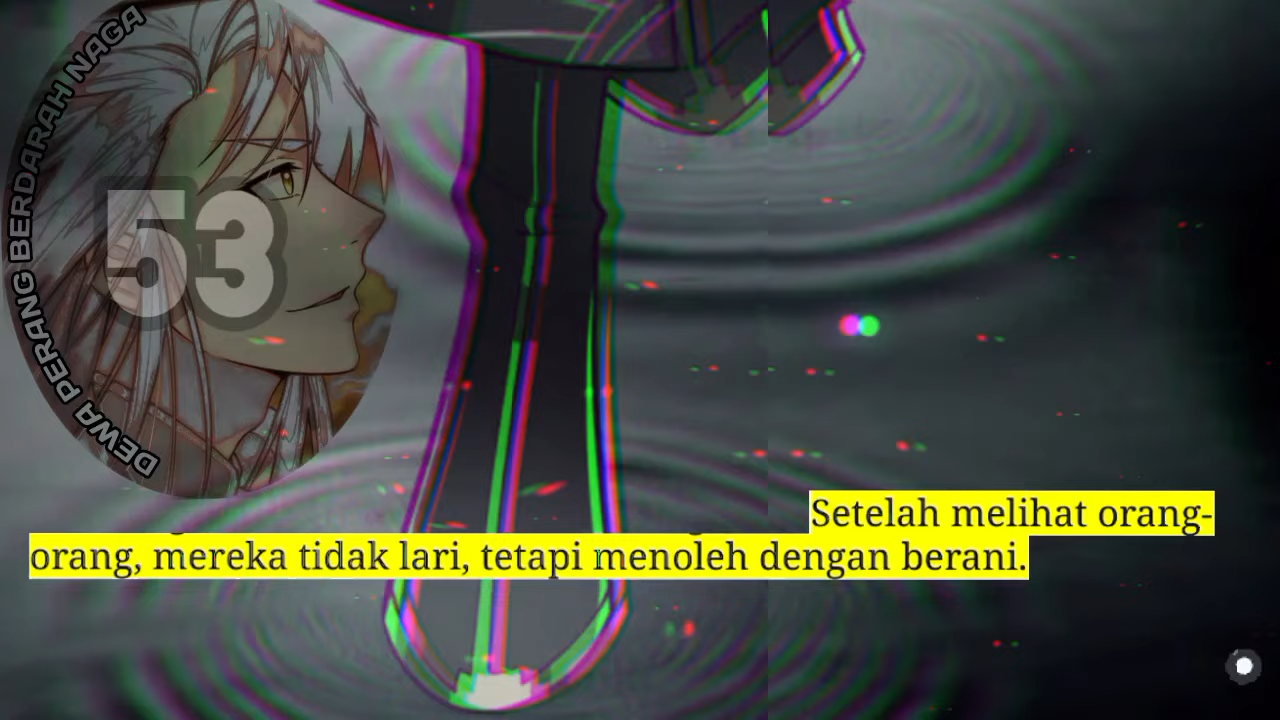 DEWA PERANG BERDARAH NAGA
53
Setelah melihat orang-
orang, mereka tidak lari, tetapi menoleh dengan berani.